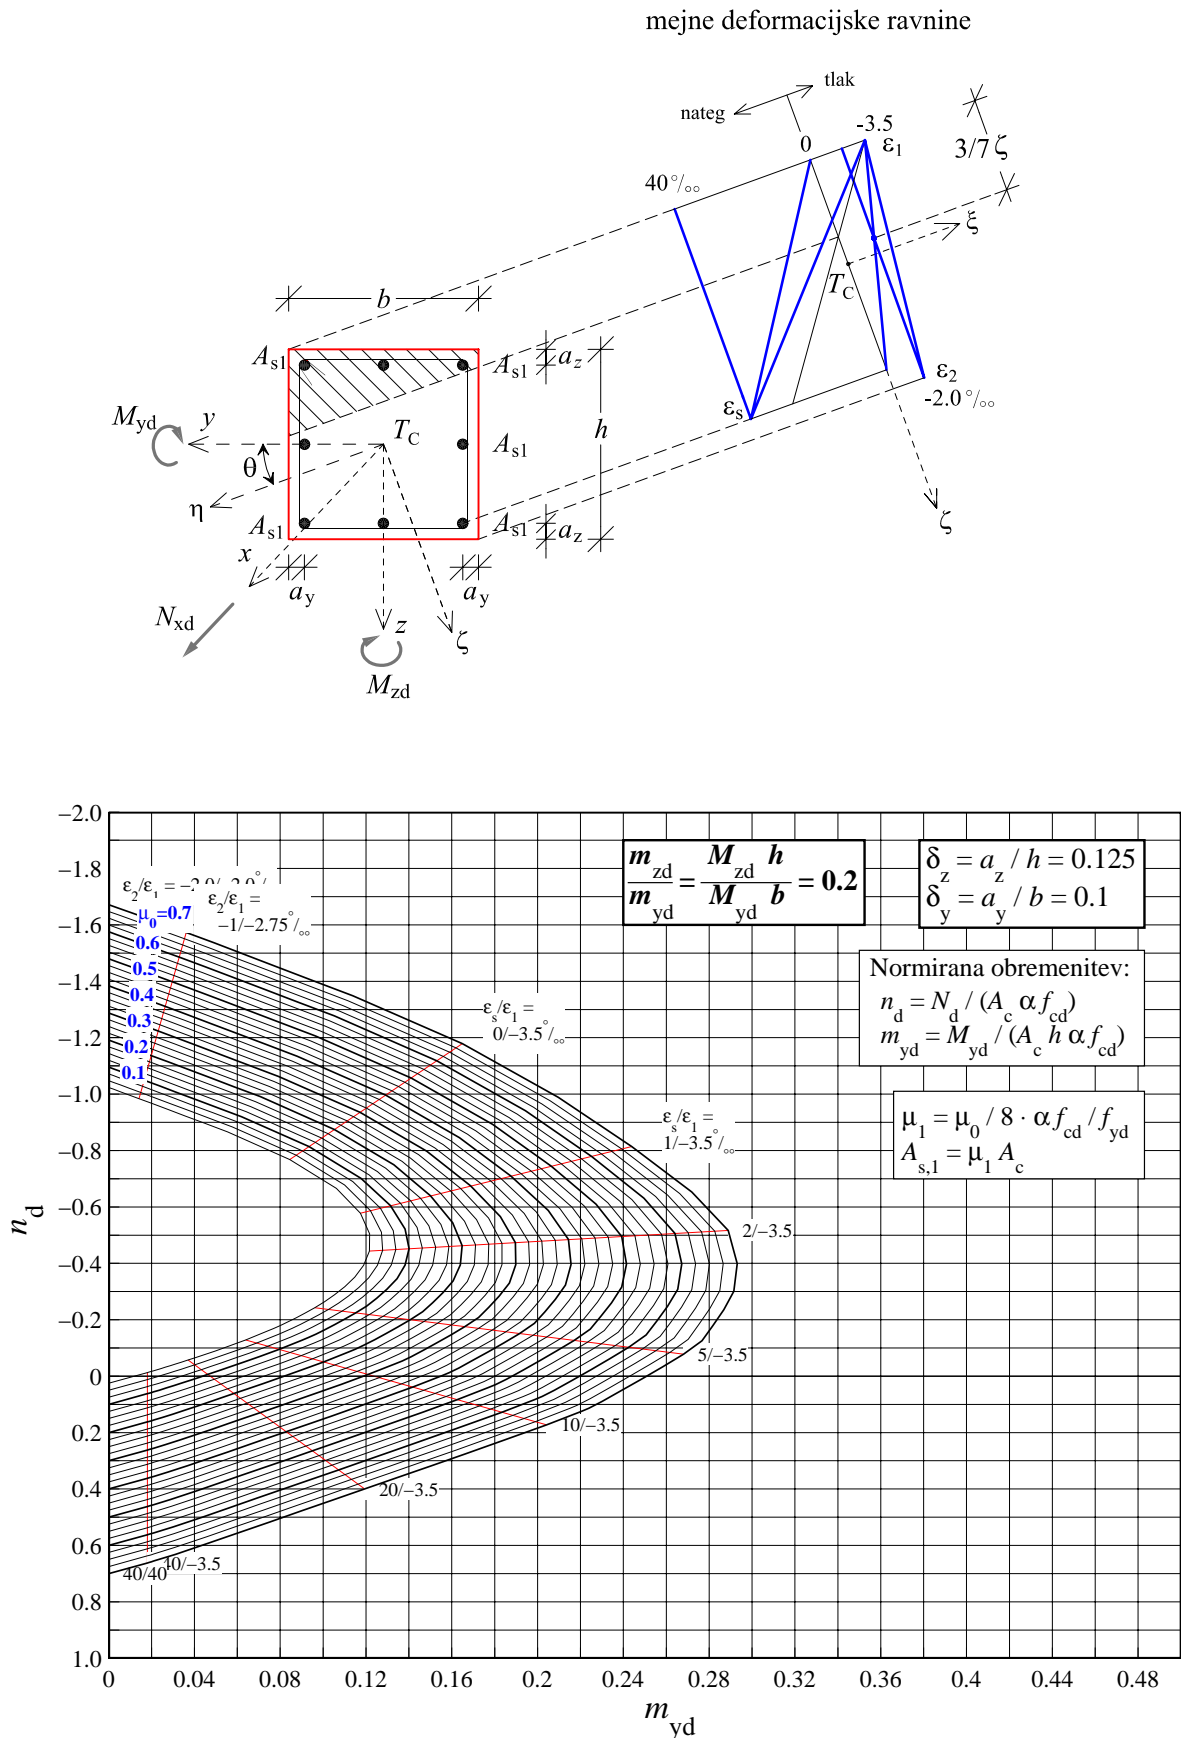 mejne deformacijske ravnine
tlak
nateg
0
-3.5
ε1
3/7 ζ
40 °/∘∘
ξ
TC
εs
ε2
-2.0 °/∘∘
ζ
b
As1
As1
az
Myd
y
TC
As1
h
θ
η
As1
As1
az
x
ay
ay
Nxd
z
ζ
Mzd
−2.0
−1.8
−1.6
−1.4
−1.2
−1.0
−0.8
−0.6
−0.4
−0.2
0
0.2
0.4
0.6
0.8
1.0
nd
0
0.04
0.08
0.12
0.16
0.2
0.24
0.28
0.32
0.36
0.4
0.44
0.48
myd
mzd / myd = Mzd h / Myd b = 0.2
δz = az / h = 0.125
δy = ay / b = 0.1
Normirana obremenitev:
nd = Nd / (Ac α fcd)
myd = Myd / (Ac h α fcd)
μ1 = μ0 / 8 · α fcd / fyd
As,1 = μ1 Ac
ε2/ε1 = −2.0/−2.0°/
μ0=0.7
0.6
0.5
0.4
0.3
0.2
0.1
ε2/ε1 =
−1/−2.75°/∘∘
εs/ε1 =
0/−3.5°/∘∘
εs/ε1 =
1/−3.5°/∘∘
2/−3.5
5/−3.5
10/−3.5
20/−3.5
40/−3.5
40/40